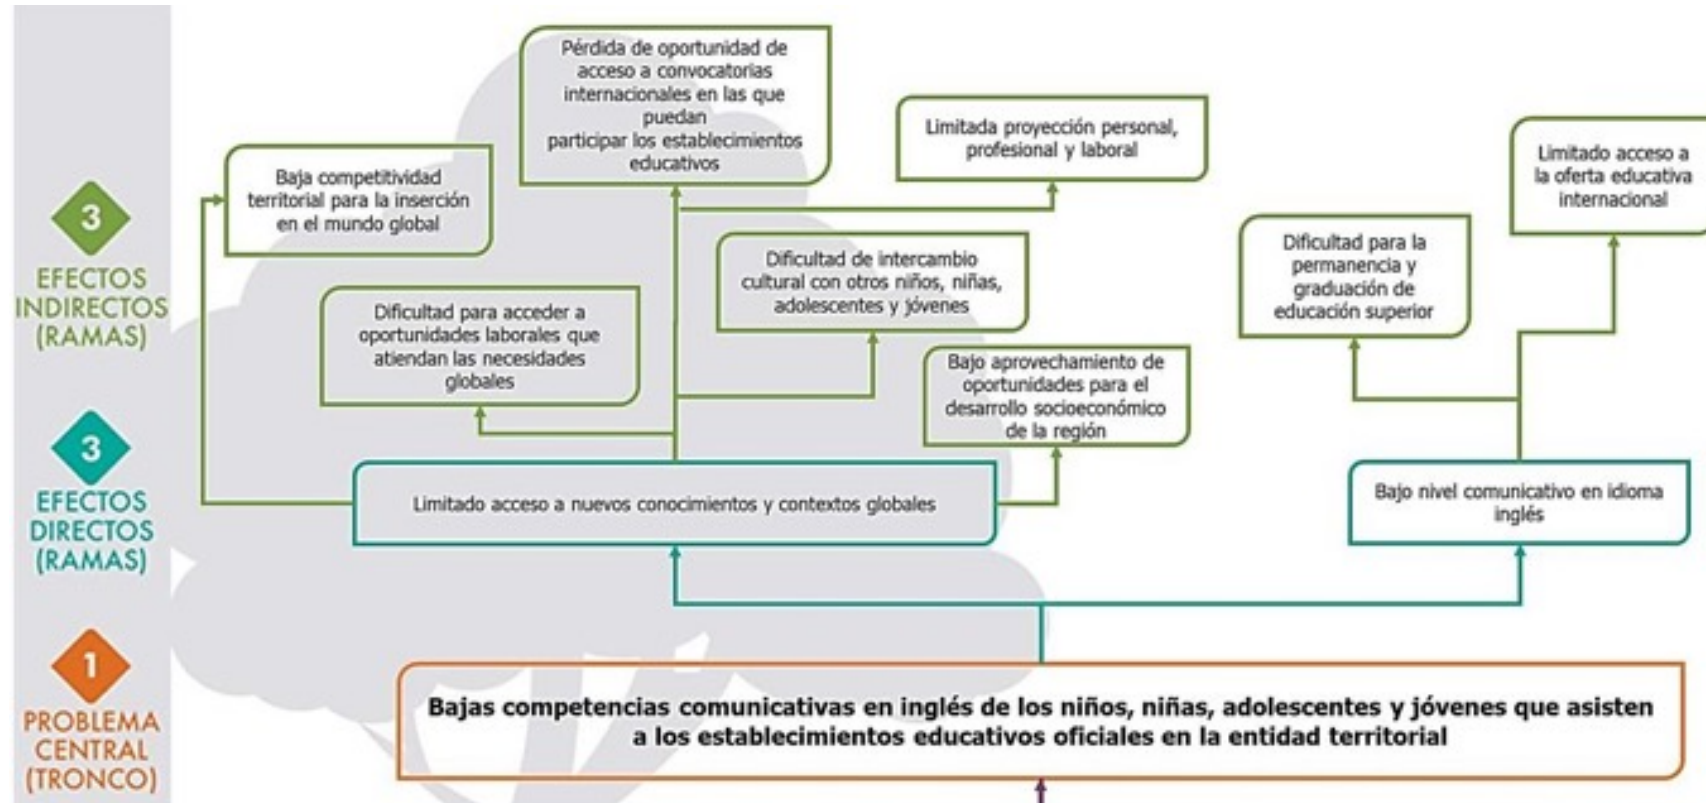 Pérdida de oportunidad de
acceso a convocatorias
internacionales en las que
puedan
participar los establecimientos
educativos
Limitada proyección personal,
profesional y laboral
Limitado acceso a
la oferta educativa
internacional
Baja competitividad
territorial para la inserción
en el mundo global
3
EFECTOS
INDIRECTOS
(RAMAS)
Dificultad de intercambio
cultural con otros niños, niñas,
adolescentes y jóvenes
Dificultad para la
permanencia y
graduación de
educación superior
Dificultad para acceder a
oportunidades laborales que
atiendan las necesidades
globales
Bajo aprovechamiento de
oportunidades para el
desarrollo socioeconómico
de la región
3
EFECTOS
DIRECTOS
(RAMAS)
Limitado acceso a nuevos conocimientos y contextos globales
Bajo nivel comunicativo en idioma
inglés
1
PROBLEMA
CENTRAL
(TRONCO)
Bajas competencias comunicativas en inglés de los niños, niñas, adolescentes y jóvenes que asisten
a los establecimientos educativos oficiales en la entidad territorial